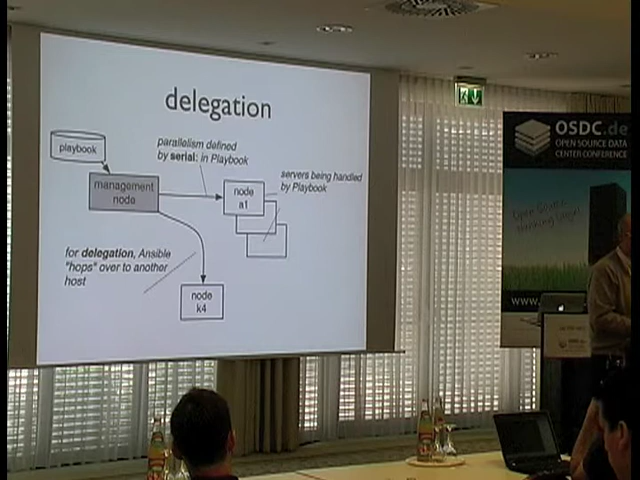 delegation
playbook
parallelism defined
by serial: in Playbook
management
node
node
a1
servers being handled
by Playbook
for delegation, Ansible
"hops" over to another
host
node
k4
OSDC.de
OPEN SOURCE DATA
CENTER CONFERENCE
www.